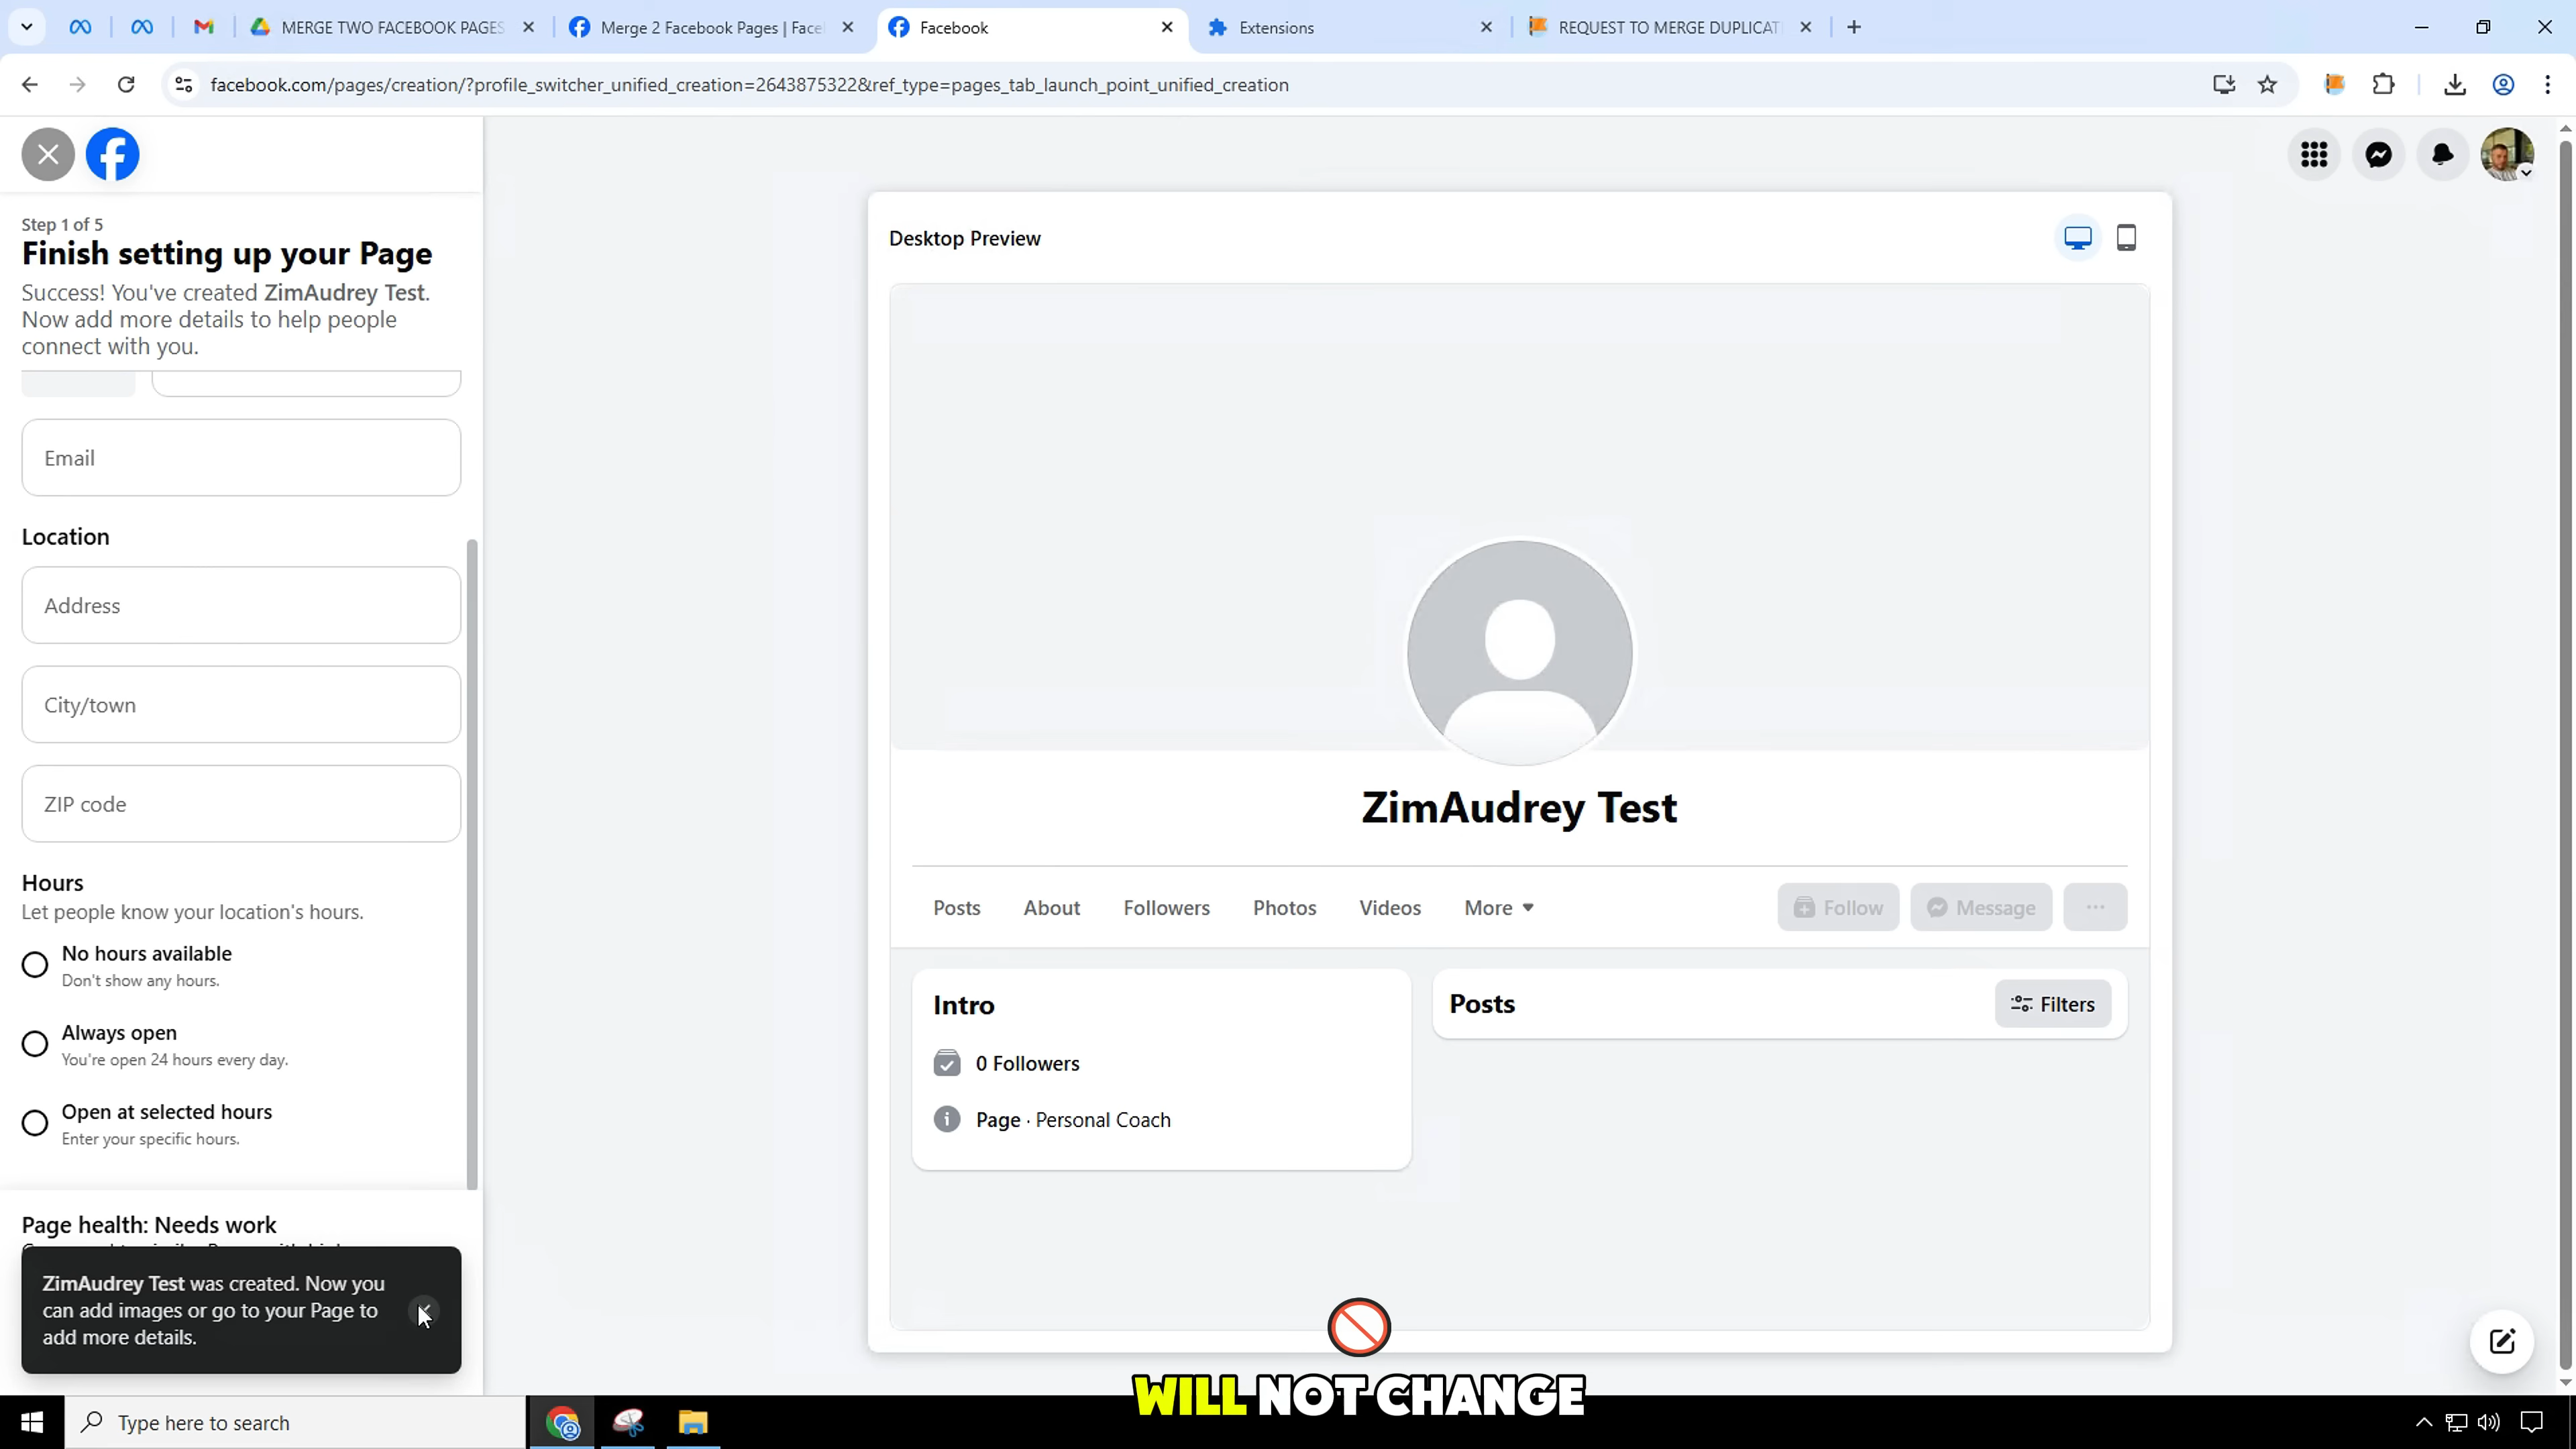 MERGE TWO FACEBOOK PAGES
Merge 2 Facebook Pages | Face
Facebook
Extensions
REQUEST TO MERGE DUPLICAT
facebook.com/pages/creation/?profile_switcher_unified_creation=2643875322&ref_type=pages_tab_launch_point_unified_creation
Step 1 of 5
Finish setting up your Page
Success! You've created ZimAudrey Test.
Now add more details to help people
connect with you.
Email
Location
Address
City/town
ZIP code
Hours
Let people know your location's hours.
No hours available
Don't show any hours.
Always open
You're open 24 hours every day.
Open at selected hours
Enter your specific hours.
Page health: Needs work
ZimAudrey Test was created. Now you
can add images or go to your Page to
add more details.
Desktop Preview
ZimAudrey Test
Posts About Followers Photos Videos More
Follow Message
Intro
0 Followers
Page · Personal Coach
Posts
Filters
WILL NOT CHANGE
Type here to search